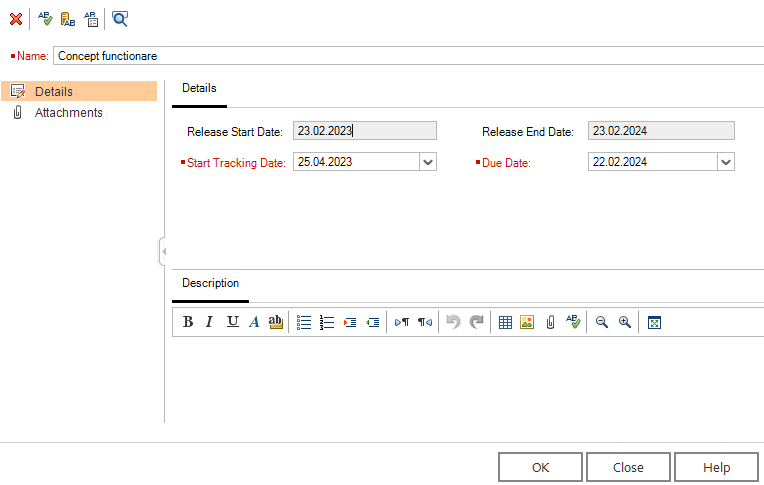 Name: Concept functionare
Details
Attachments
Details
Release Start Date: 23.02.2023
Release End Date: 23.02.2024
Start Tracking Date: 25.04.2023
Due Date: 22.02.2024
Description
B I U A ab
OK
Close
Help